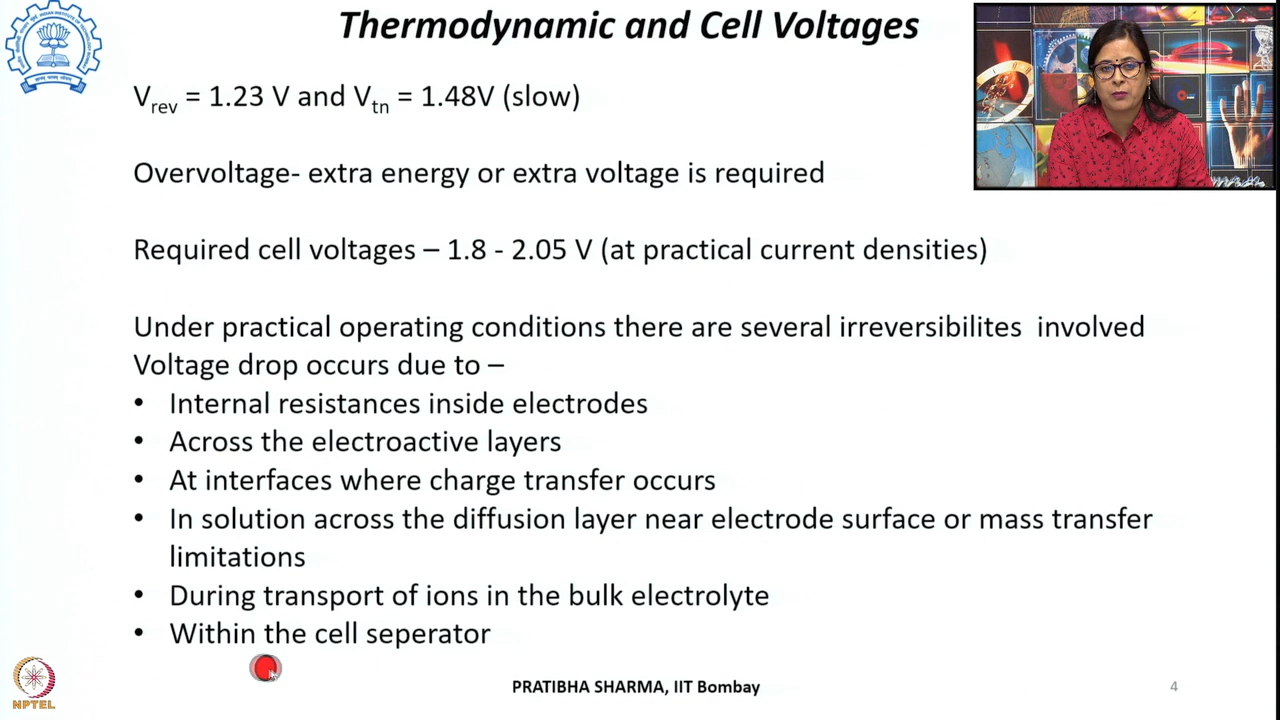 Thermodynamic and Cell Voltages
Vrev = 1.23 V and Vtn = 1.48V (slow)
Overvoltage- extra energy or extra voltage is required
Required cell voltages – 1.8 - 2.05 V (at practical current densities)
Under practical operating conditions there are several irreversibilites involved
Voltage drop occurs due to –
• Internal resistances inside electrodes
• Across the electroactive layers
• At interfaces where charge transfer occurs
• In solution across the diffusion layer near electrode surface or mass transfer
limitations
• During transport of ions in the bulk electrolyte
• Within the cell seperator
NPTEL
PRATIBHA SHARMA, IIT Bombay
4